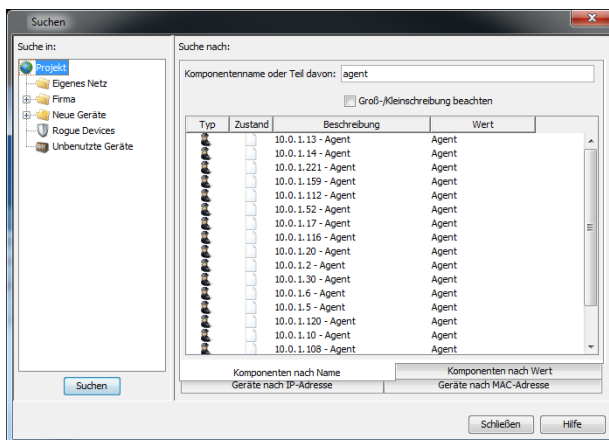 Suchen
Suche in:
Projekt
Eigenes Netz
Firma
Neue Geräte
Rogue Devices
Unbenutzte Geräte
Suchen
Suche nach:
Komponentenname oder Teil davon: agent
Groß-/Kleinschreibung beachten
Typ Zustand Beschreibung Wert
10.0.1.13 - Agent Agent
10.0.1.14 - Agent Agent
10.0.1.221 - Agent Agent
10.0.1.159 - Agent Agent
10.0.1.112 - Agent Agent
10.0.1.52 - Agent Agent
10.0.1.17 - Agent Agent
10.0.1.116 - Agent Agent
10.0.1.20 - Agent Agent
10.0.1.2 - Agent Agent
10.0.1.30 - Agent Agent
10.0.1.6 - Agent Agent
10.0.1.5 - Agent Agent
10.0.1.120 - Agent Agent
10.0.1.10 - Agent Agent
10.0.1.108 - Agent Agent
Komponenten nach Name Komponenten nach Wert
Geräte nach IP-Adresse Geräte nach MAC-Adresse
Schließen Hilfe